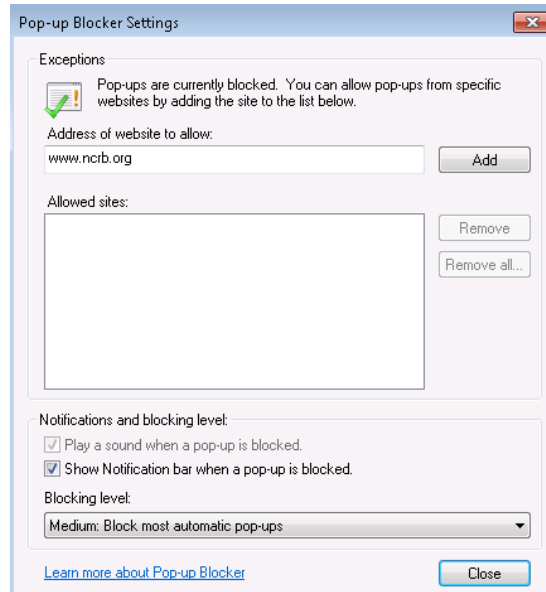 Pop-up Blocker Settings
Exceptions
Pop-ups are currently blocked. You can allow pop-ups from specific
websites by adding the site to the list below.
Address of website to allow:
www.ncrb.org
Add
Allowed sites:
Remove
Remove all...
Notifications and blocking level:
Play a sound when a pop-up is blocked.
Show Notification bar when a pop-up is blocked.
Blocking level:
Medium: Block most automatic pop-ups
Learn more about Pop-up Blocker
Close